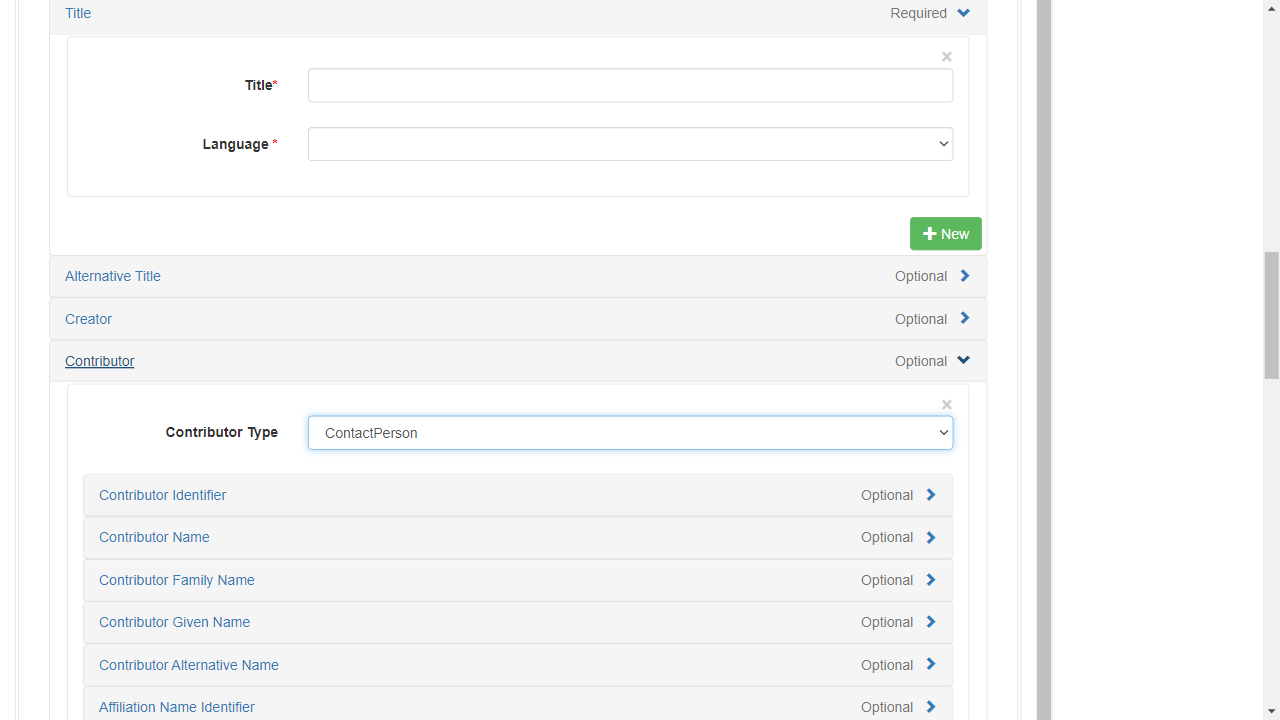 Title Required
×
Title*
Language *
New
Alternative Title Optional
Creator Optional
Contributor Optional
×
Contributor Type ContactPerson
Contributor Identifier Optional
Contributor Name Optional
Contributor Family Name Optional
Contributor Given Name Optional
Contributor Alternative Name Optional
Affiliation Name Identifier Optional